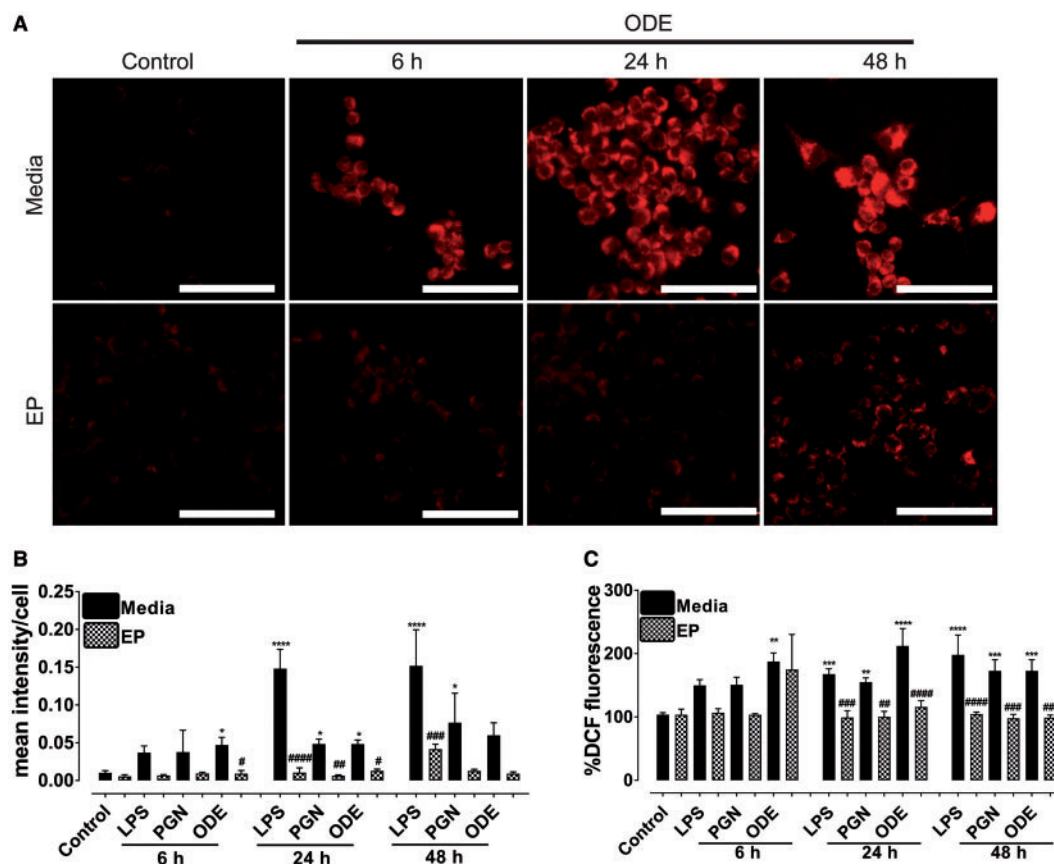 A
ODE
Control
6 h
24 h
48 h
Media
EP
B
mean intensity/cell
0.25
0.20
0.15
0.10
0.05
0.00
Media
EP
*
#
****
####
*
##
*
#
****
###
*
Control
LPS
PGN
ODE
LPS
PGN
ODE
LPS
PGN
ODE
6 h
24 h
48 h
C
%DCF fluorescence
300
200
100
0
Media
EP
**
***
###
**
##
****
####
****
####
***
###
***
##
Control
LPS
PGN
ODE
LPS
PGN
ODE
LPS
PGN
ODE
6 h
24 h
48 h